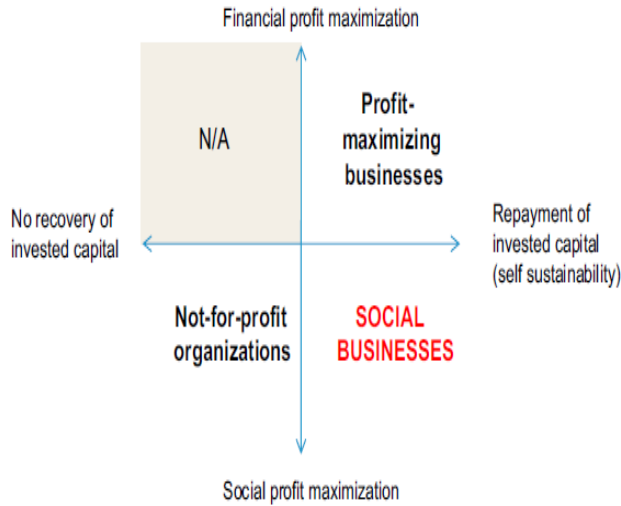 Financial profit maximization
N/A
Profit-
maximizing
businesses
No recovery of
invested capital
Repayment of
invested capital
(self sustainability)
Not-for-profit
organizations
SOCIAL
BUSINESSES
Social profit maximization